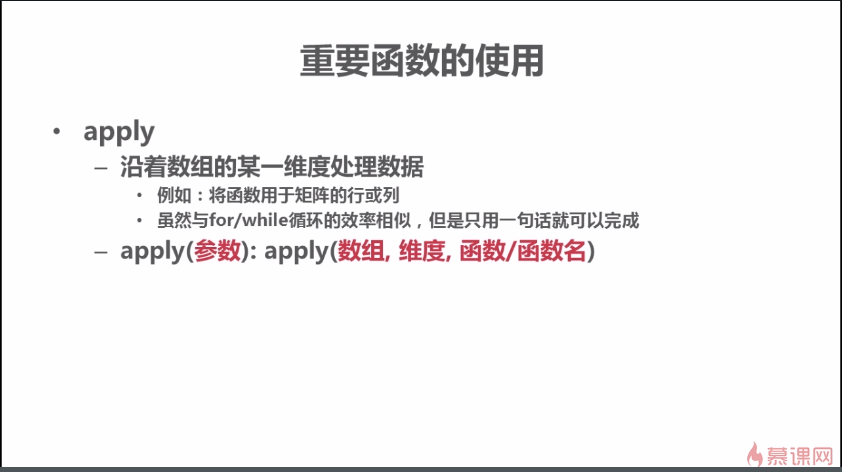 重要函数的使用
• apply
– 沿着数组的某一维度处理数据
• 例如：将函数用于矩阵的行或列
• 虽然与for/while循环的效率相似，但是只用一句话就可以完成
– apply(参数): apply(数组, 维度, 函数/函数名)
慕课网